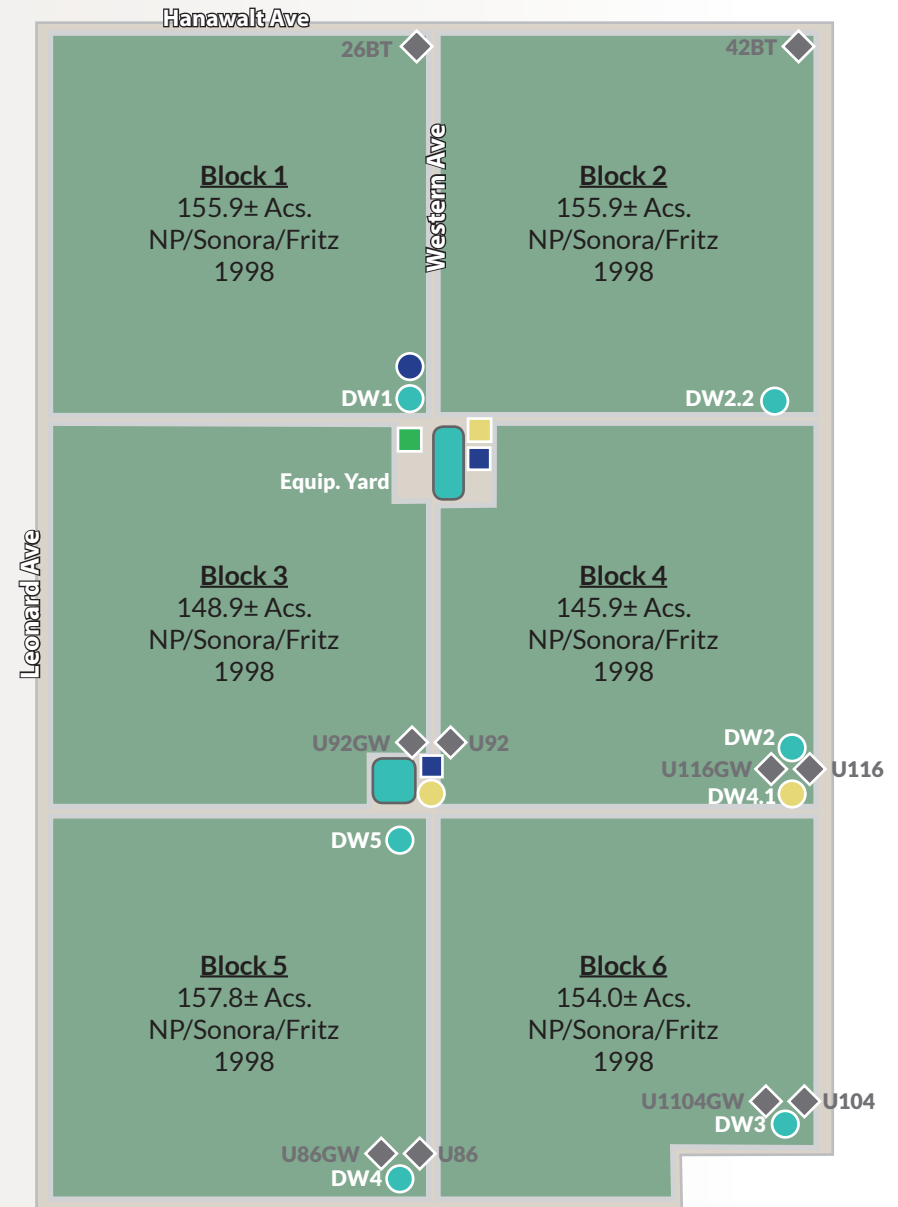 Hanawalt Ave
26BT
42BT
Western Ave
Block 1
155.9± Acs.
NP/Sonora/Fritz
1998
Block 2
155.9± Acs.
NP/Sonora/Fritz
1998
DW1
DW2.2
Equip. Yard
Leonard Ave
Block 3
148.9± Acs.
NP/Sonora/Fritz
1998
Block 4
145.9± Acs.
NP/Sonora/Fritz
1998
U92GW
U92
DW2
U116GW
U116
DW4.1
DW5
Block 5
157.8± Acs.
NP/Sonora/Fritz
1998
Block 6
154.0± Acs.
NP/Sonora/Fritz
1998
U1104GW
U104
DW3
U86GW
U86
DW4